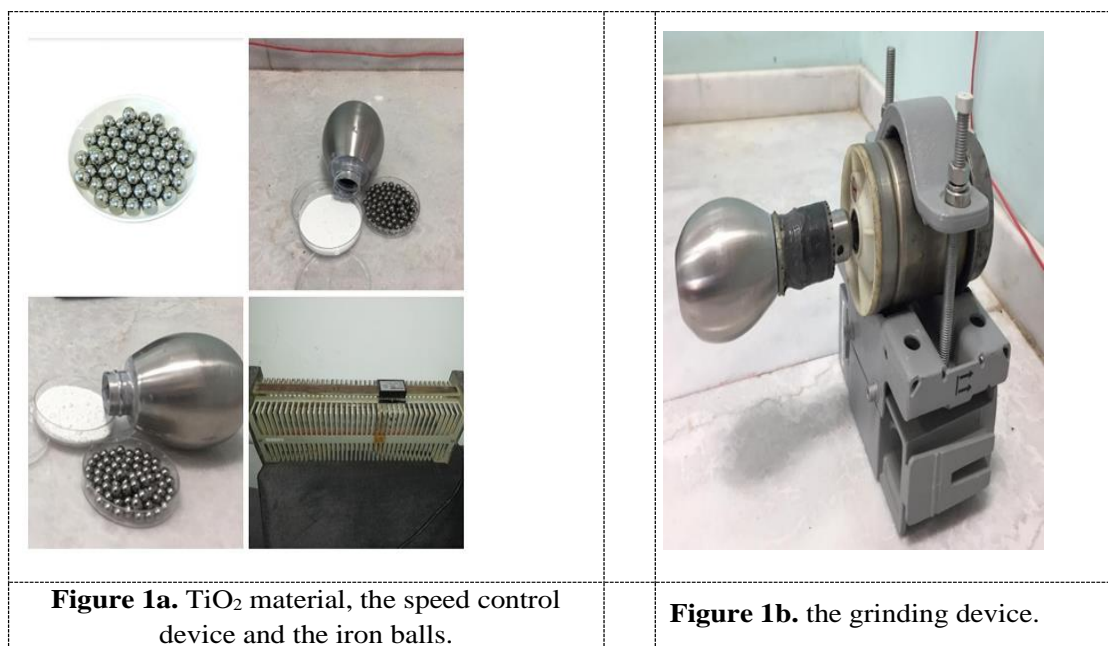 Figure 1a. TiO₂ material, the speed control
device and the iron balls.
Figure 1b. the grinding device.